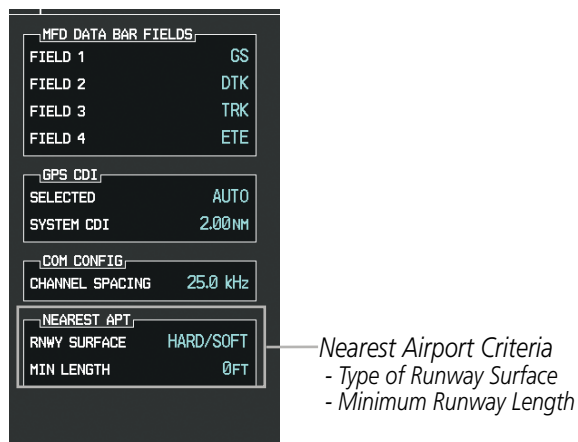 MFD DATA BAR FIELDS
FIELD 1 GS
FIELD 2 DTK
FIELD 3 TRK
FIELD 4 ETE
GPS CDI
SELECTED AUTO
SYSTEM CDI 2.00NM
COM CONFIG
CHANNEL SPACING 25.0 kHz
NEAREST APT
RNWY SURFACE HARD/SOFT
MIN LENGTH 0FT
Nearest Airport Criteria
- Type of Runway Surface
- Minimum Runway Length